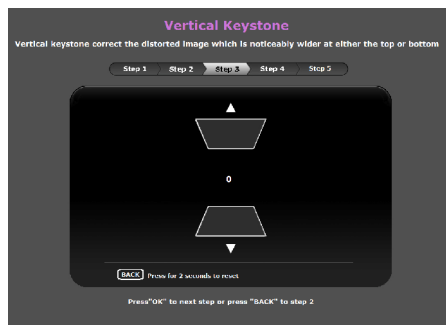 Vertical Keystone
Vertical keystone correct the distorted image which is noticeably wider at either the top or bottom
Step 1 Step 2 Step 3 Step 4 Step 5
0
BACK Press for 2 seconds to reset
Press"OK" to next step or press "BACK" to step 2